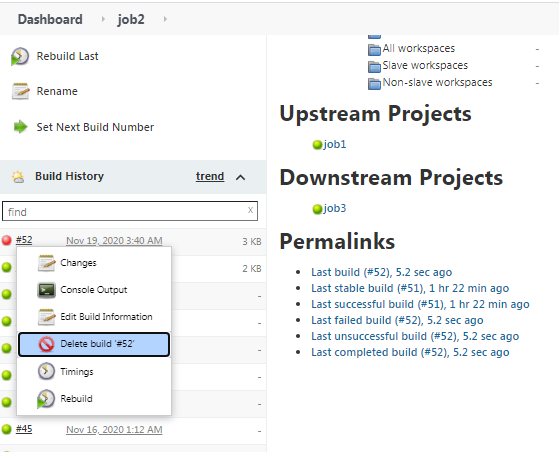 Dashboard
job2
Rebuild Last
Rename
Set Next Build Number
Build History
trend
find
x
#52
Nov 19, 2020 3:40 AM
3 KB
Changes
2 KB
Console Output
-
Edit Build Information
-
Delete build '#52'
-
Timings
-
Rebuild
-
#45
Nov 16, 2020 1:12 AM
-
All workspaces
-
Slave workspaces
-
Non-slave workspaces
-
Upstream Projects
job1
Downstream Projects
job3
Permalinks
• Last build (#52), 5.2 sec ago
• Last stable build (#51), 1 hr 22 min ago
• Last successful build (#51), 1 hr 22 min ago
• Last failed build (#52), 5.2 sec ago
• Last unsuccessful build (#52), 5.2 sec ago
• Last completed build (#52), 5.2 sec ago